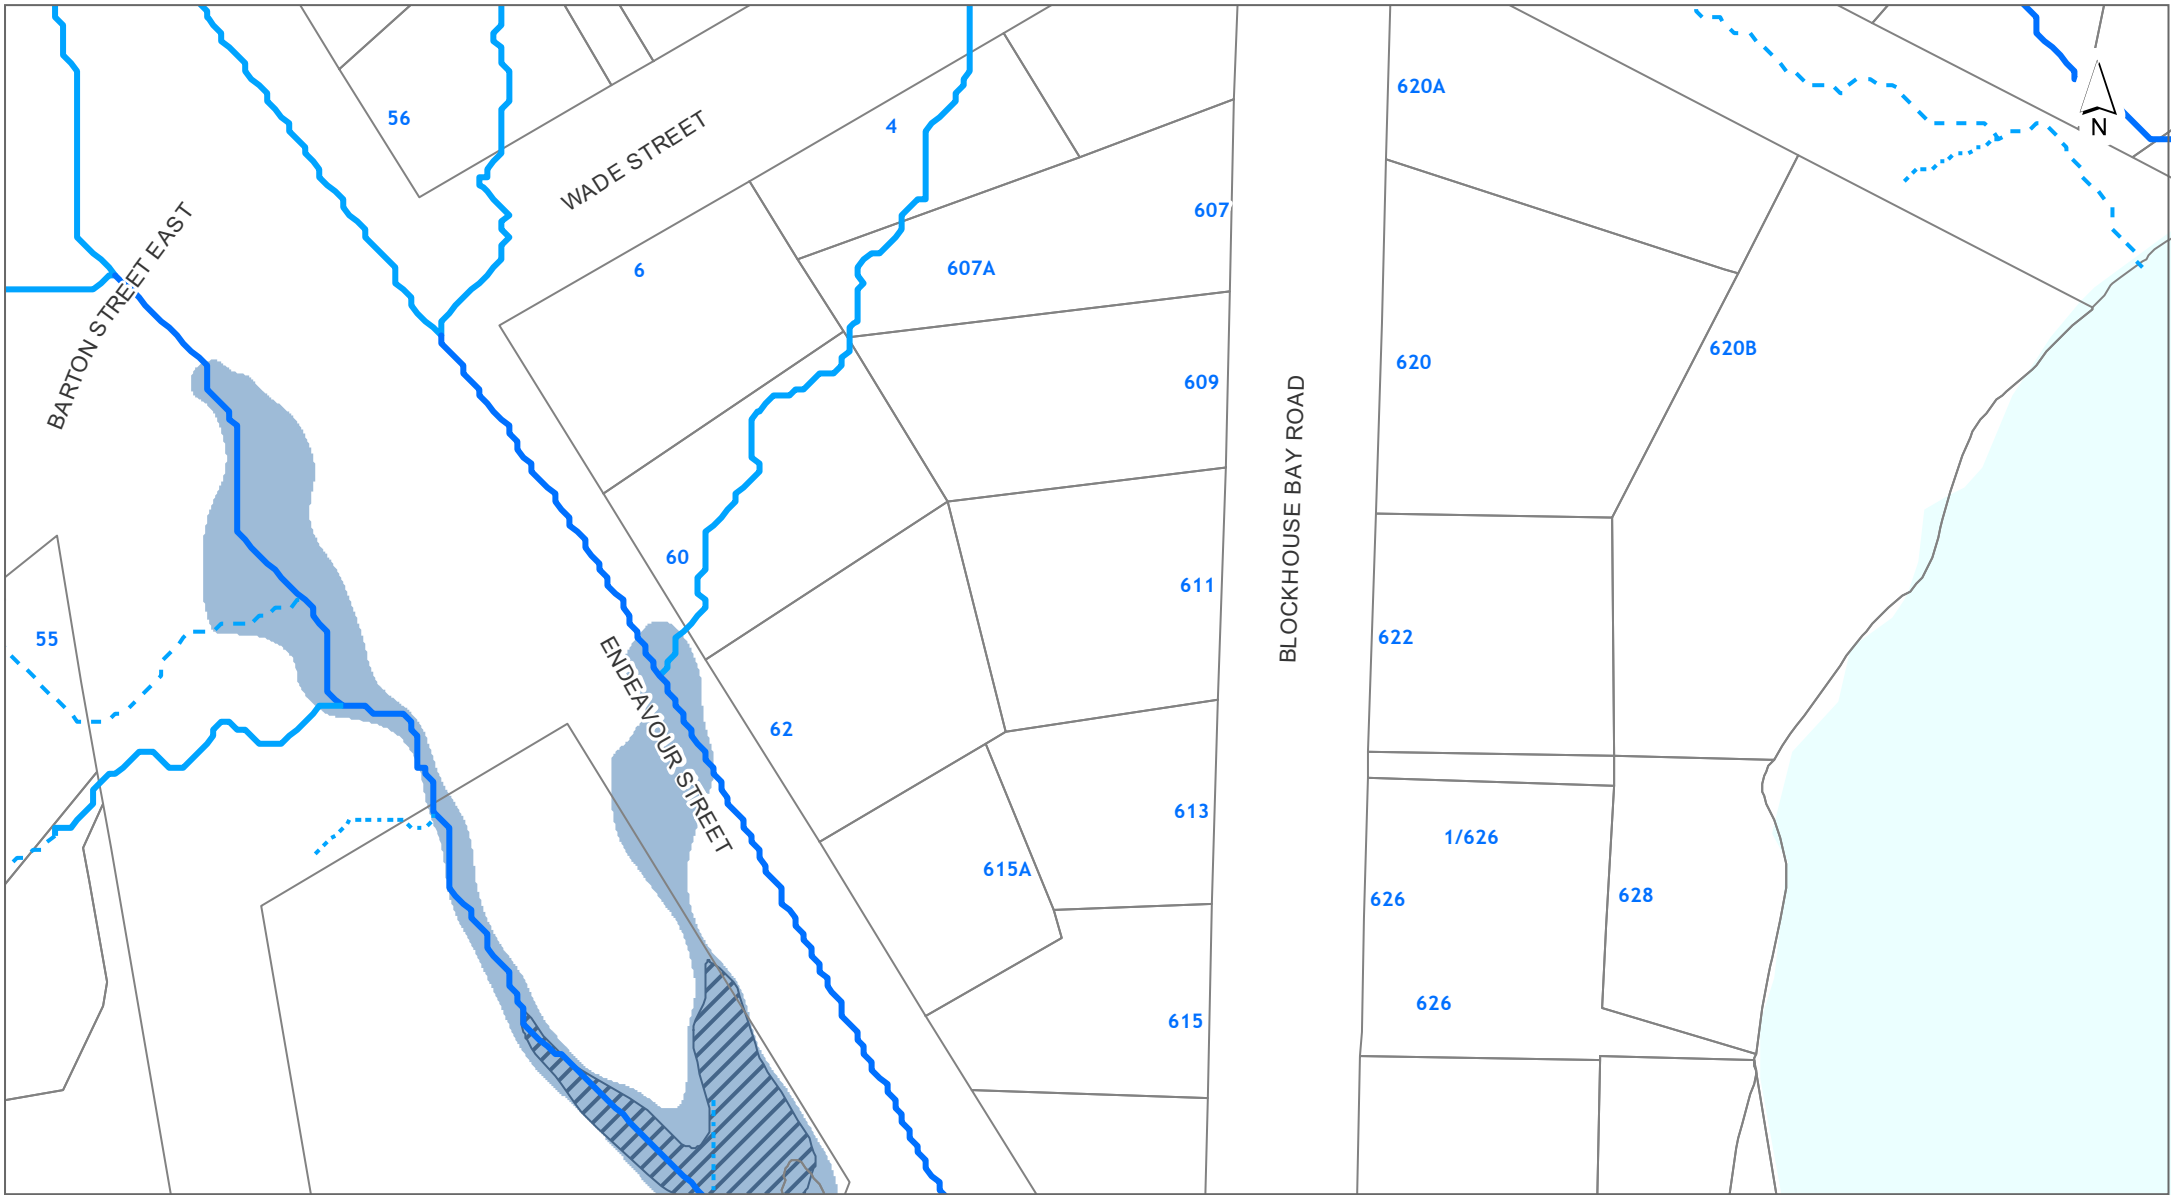 620A
56
4
N
WADE STREET
607
6
607A
BARTON STREET EAST
620B
620
609
BLOCKHOUSE BAY ROAD
60
611
55
622
ENDEAVOUR STREET
62
613
1/626
615A
626
628
626
615